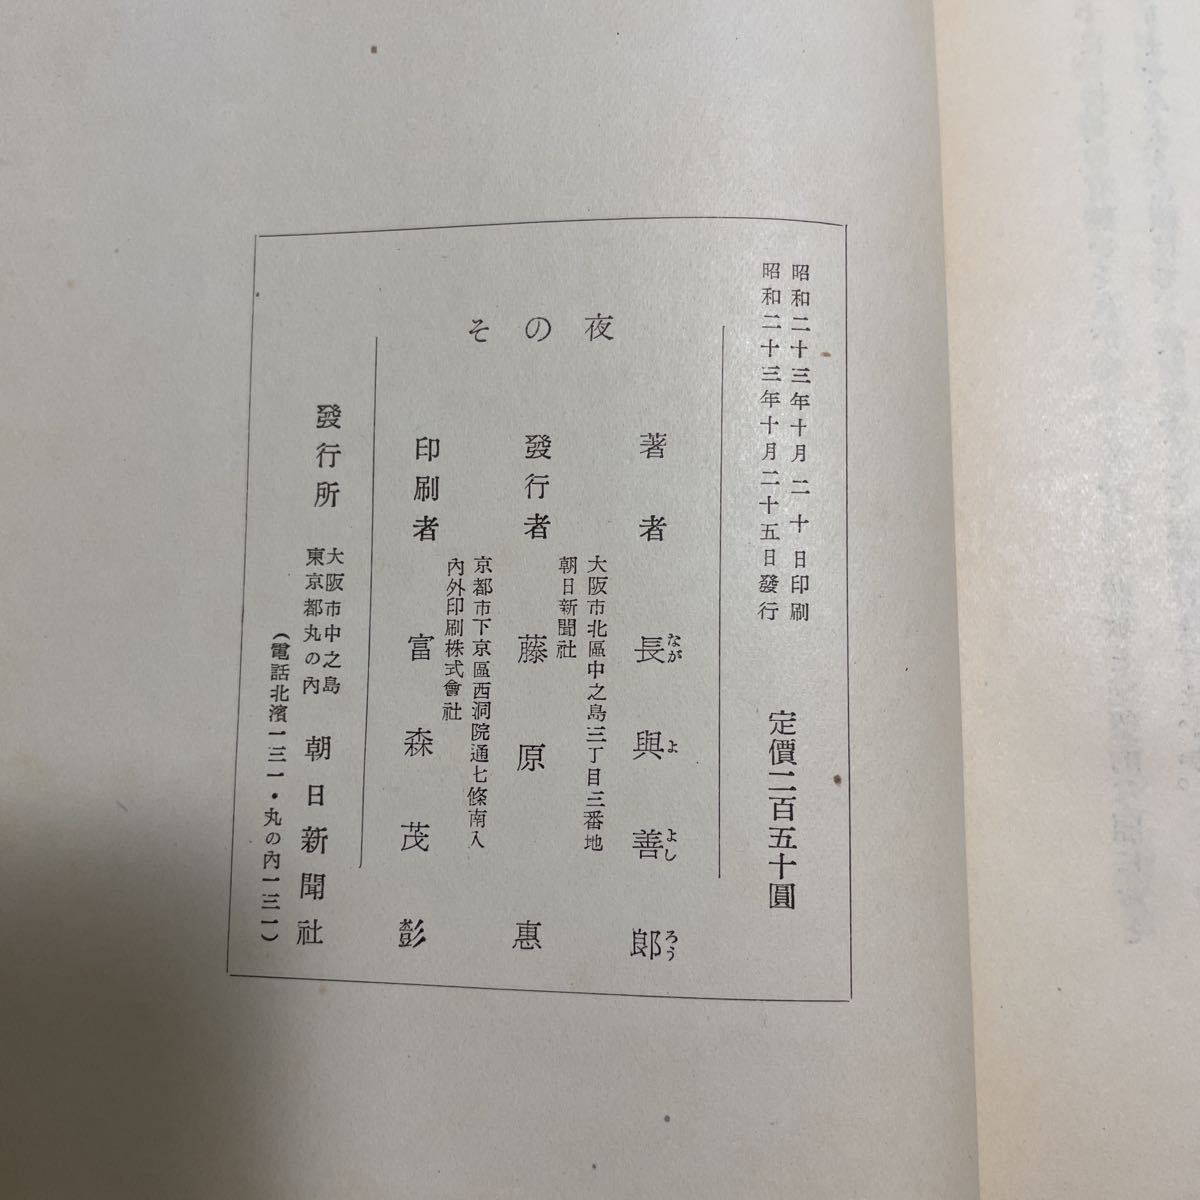 昭和二十三年十月二十日印刷
昭和二十三年十月二十五日發行
定價二百五十圓
その夜
著者
長與善郎
ながよよしろう
大阪市北區中之島三丁目三番地
朝日新聞社
發行者
藤原惠
京都市下京區西洞院通七條南入
內外印刷株式會社
印刷者
富森茂彭
發行所
大阪市中之島
東京都丸の內
朝日新聞社
(電話北濱一三一・丸の內一三一)